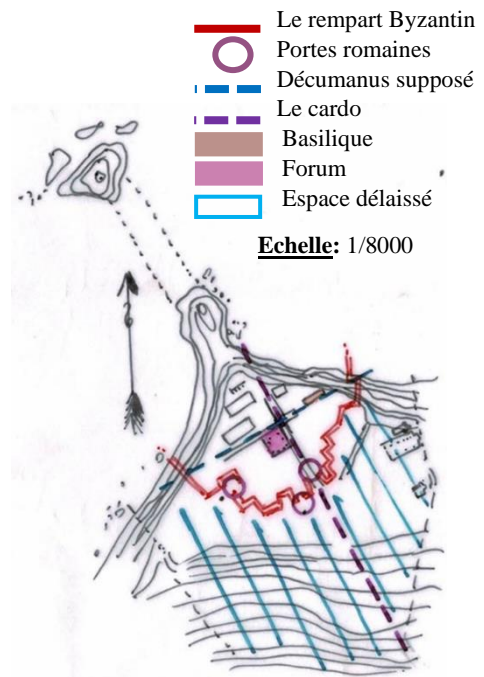 Le rempart Byzantin
Portes romaines
Décumanus supposé
Le cardo
Basilique
Forum
Espace délaissé
Echelle: 1/8000